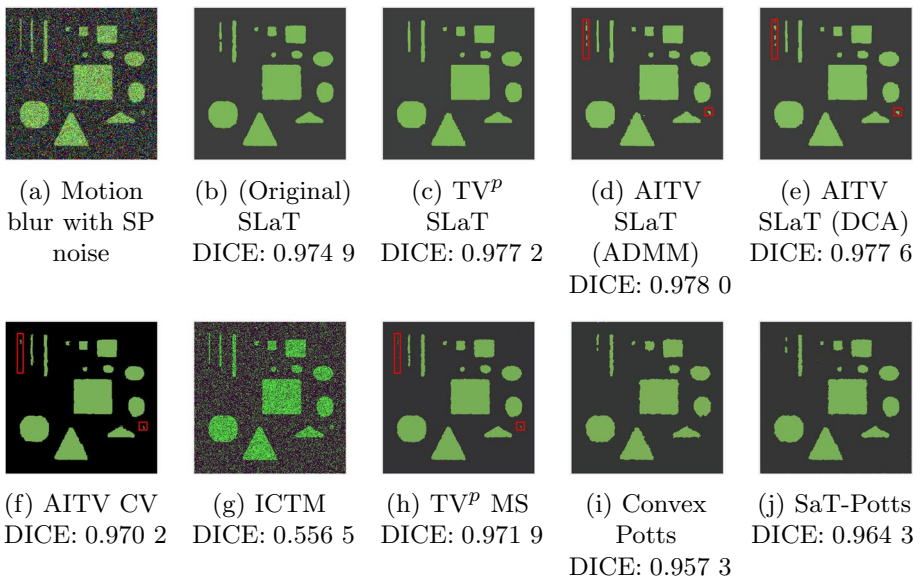 (a) Motion
blur with SP
noise
(b) (Original)
SLaT
DICE: 0.974 9
(c) TVᵖ
SLaT
DICE: 0.977 2
(d) AITV
SLaT
(ADMM)
DICE: 0.978 0
(e) AITV
SLaT (DCA)
DICE: 0.977 6
(f) AITV CV
DICE: 0.970 2
(g) ICTM
DICE: 0.556 5
(h) TVᵖ MS
DICE: 0.971 9
(i) Convex
Potts
DICE: 0.957 3
(j) SaT-Potts
DICE: 0.964 3